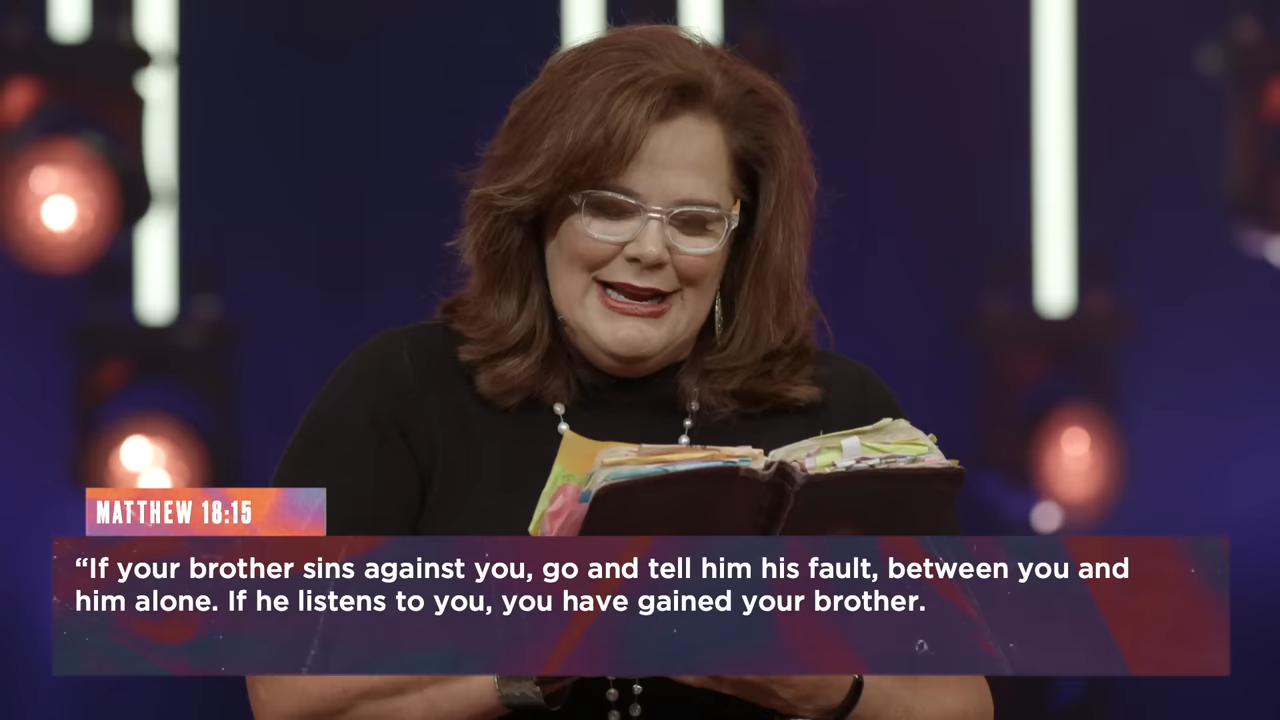 MATTHEW 18:15
“If your brother sins against you, go and tell him his fault, between you and
him alone. If he listens to you, you have gained your brother.